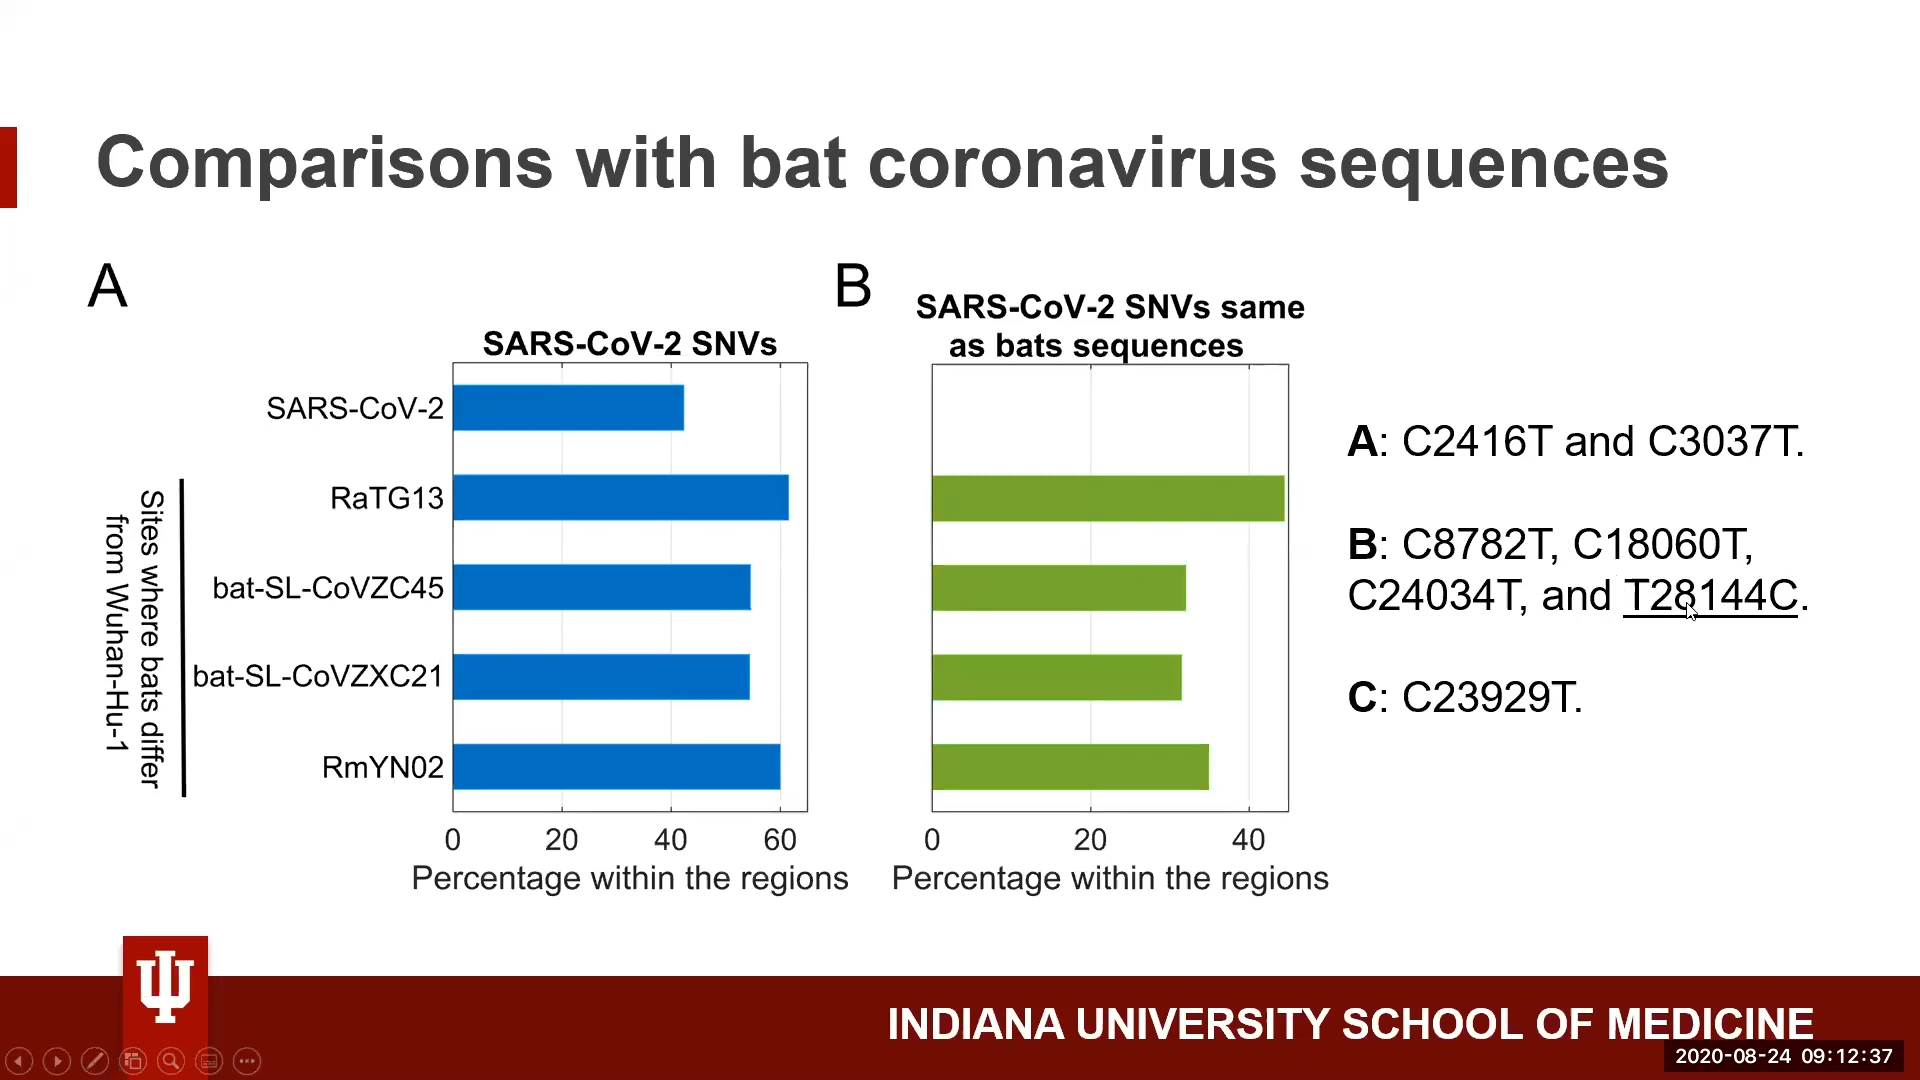 Comparisons with bat coronavirus sequences
A
SARS-CoV-2 SNVs
SARS-CoV-2
RaTG13
bat-SL-CoVZC45
bat-SL-CoVZXC21
RmYN02
Sites where bats differ
from Wuhan-Hu-1
0 20 40 60
Percentage within the regions
B
SARS-CoV-2 SNVs same
as bats sequences
0 20 40
Percentage within the regions
A: C2416T and C3037T.
B: C8782T, C18060T,
C24034T, and T28144C.
C: C23929T.
INDIANA UNIVERSITY SCHOOL OF MEDICINE
2020-08-24 09:12:37